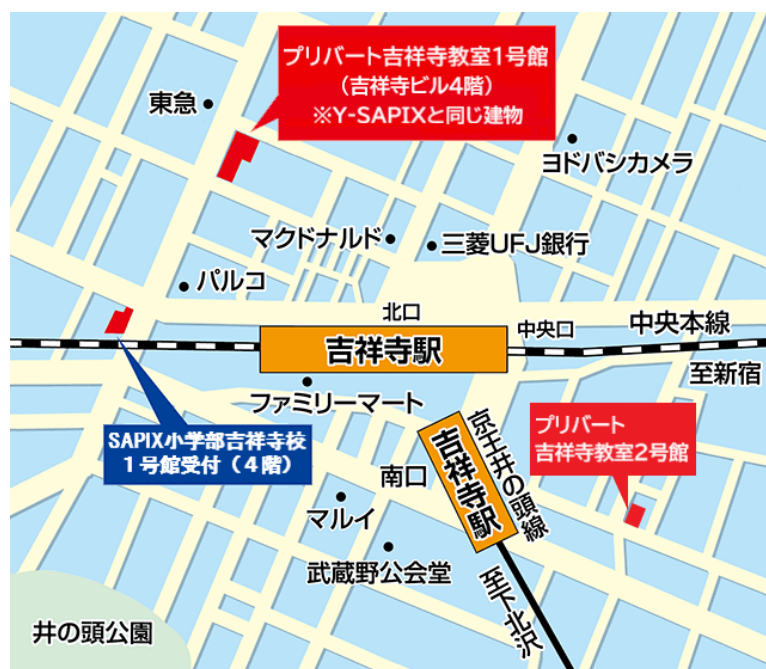 プリバート吉祥寺教室1号館
（吉祥寺ビル4階）
※Y-SAPIXと同じ建物
東急
ヨドバシカメラ
マクドナルド
三菱UFJ銀行
パルコ
北口
中央口
中央本線
吉祥寺駅
至新宿
ファミリーマート
SAPIX小学部吉祥寺校
１号館受付（４階）
プリバート
吉祥寺教室2号館
京王井の頭線
吉祥寺駅
南口
マルイ
武蔵野公会堂
至下北沢
井の頭公園